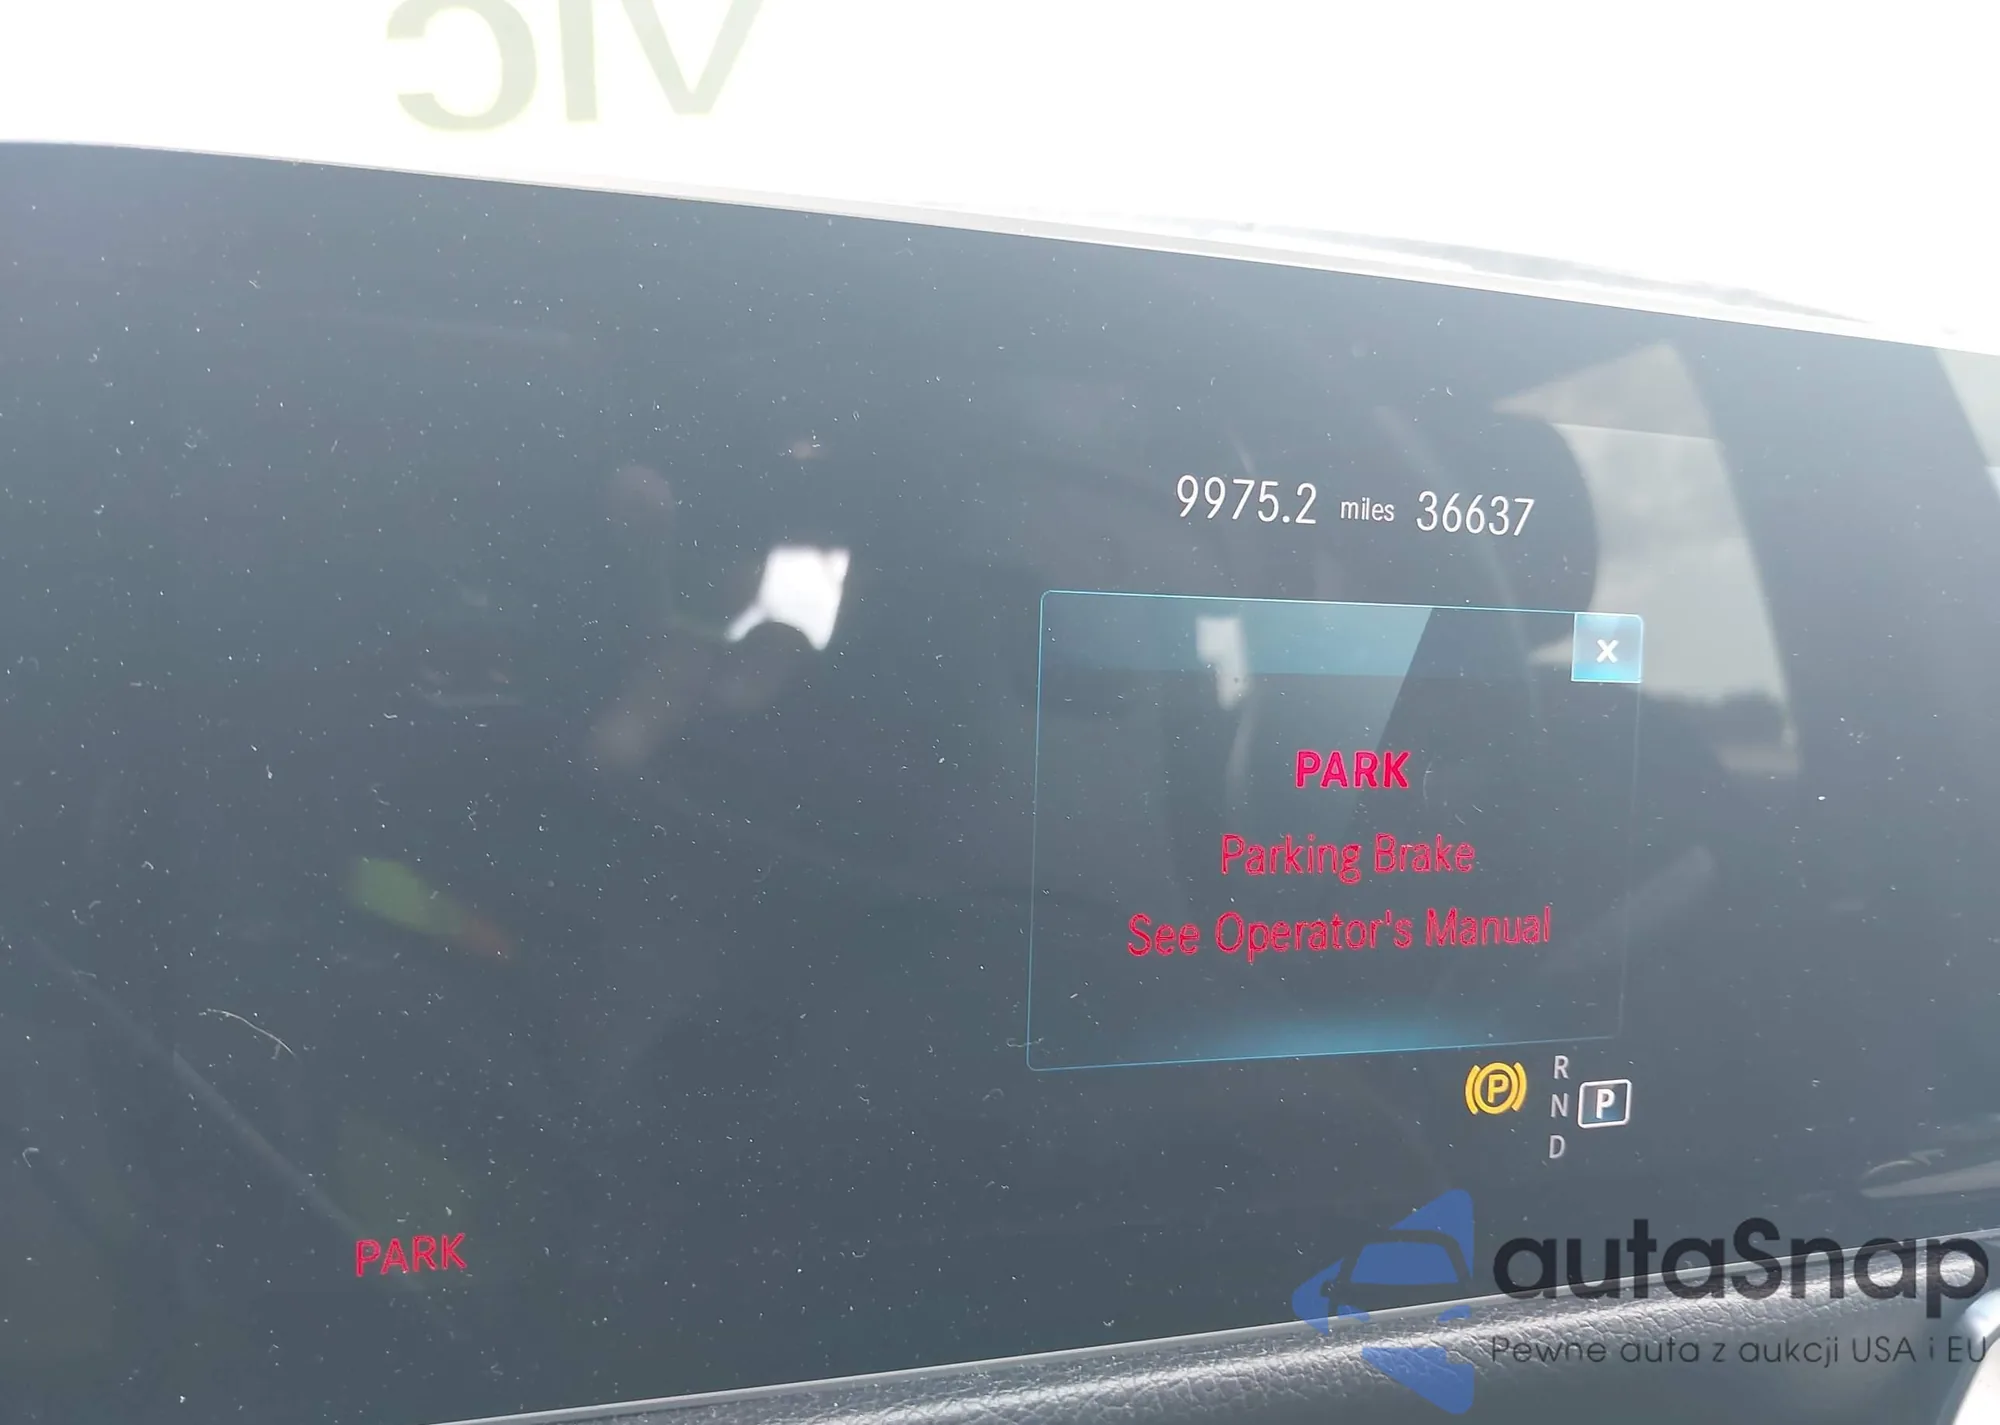 VIC
9975.2 miles 36637
X
PARK
Parking Brake
See Operator's Manual
P
R
N P
D
PARK
autaSnap
Pewne auta z aukcji USA i EU